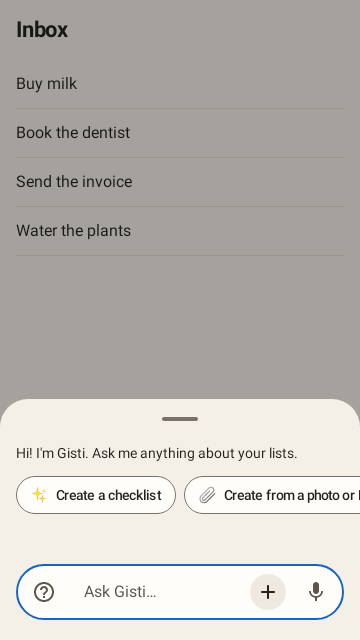 Inbox
Buy milk
Book the dentist
Send the invoice
Water the plants
Hi! I'm Gisti. Ask me anything about your lists.
Create a checklist
Create from a photo or
Ask Gisti…